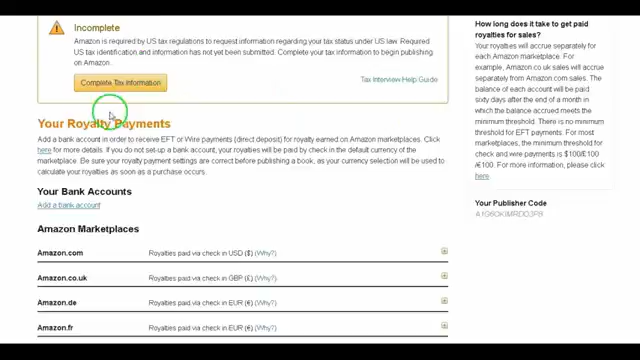 Incomplete
Amazon is required by US tax regulations to request information regarding your tax status under US law. Required
US tax identification and information has not yet been submitted. Complete your tax information to begin publishing
on Amazon.
Complete Tax Information
Tax Interview Help Guide
Your Royalty Payments
Add a bank account in order to receive EFT or Wire payments (direct deposit) for royalty earned on Amazon marketplaces. Click
here for more details. If you do not set-up a bank account, your royalties will be paid by check in the default currency of the
marketplace. Be sure your royalty payment settings are correct before publishing a book, as your currency selection will be used to
calculate your royalties as soon as a purchase occurs.
Your Bank Accounts
Add a bank account
Amazon Marketplaces
Amazon.com Royalties paid via check in USD ($) (Why?)
Amazon.co.uk Royalties paid via check in GBP (£) (Why?)
Amazon.de Royalties paid via check in EUR (€) (Why?)
Amazon.fr Royalties paid via check in EUR (€) (Why?)
How long does it take to get paid
royalties for sales?
Your royalties will accrue separately for
each Amazon marketplace. For
example, Amazon.co.uk sales will accrue
separately from Amazon.com sales. The
balance of each account will be paid
sixty days after the end of a month in
which the balance accrued meets the
minimum threshold. There is no minimum
threshold for EFT payments. For most
marketplaces, the minimum threshold for
check and wire payments is $100/£100
/€100. For more information, please click
here.
Your Publisher Code